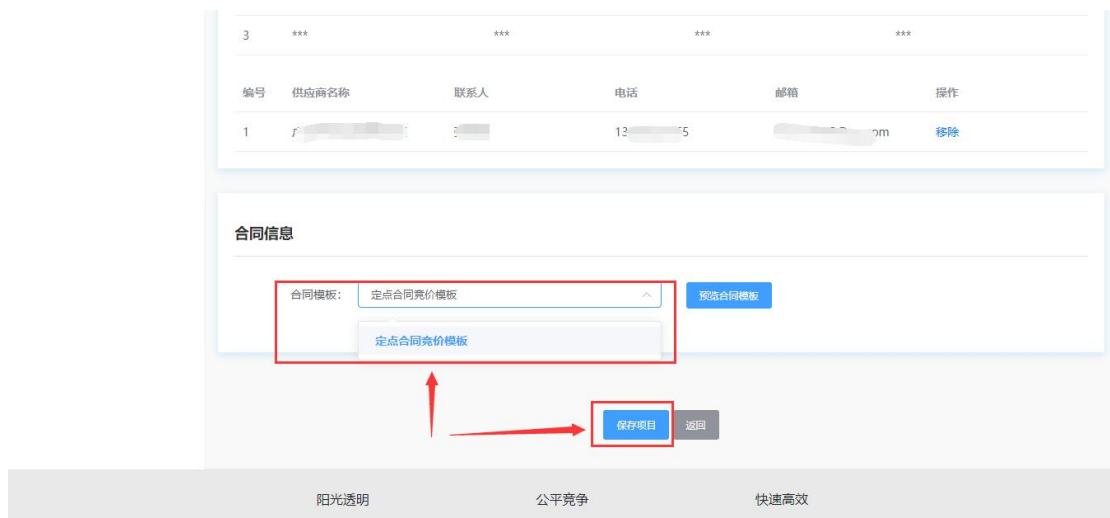 3 *** *** *** ***
编号 供应商名称 联系人 电话 邮箱 操作
1 13 5 om 移除
合同信息
合同模板： 定点合同竞价模板 预览合同模板
定点合同竞价模板
保存项目 返回
阳光透明 公平竞争 快速高效